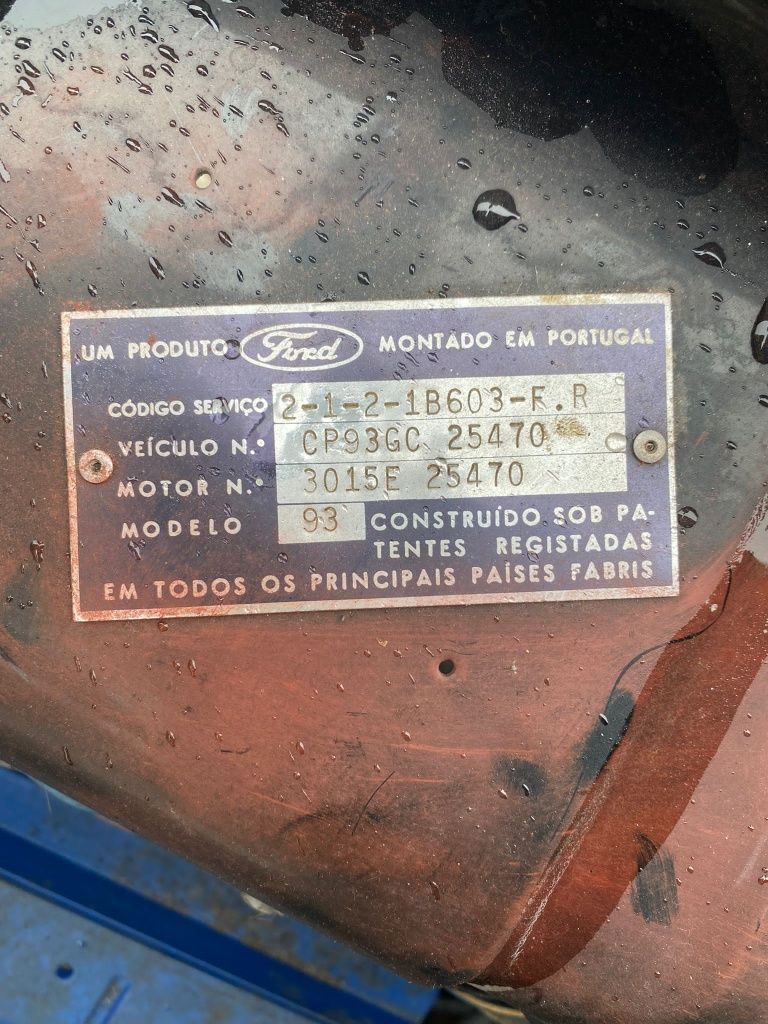 UM PRODUTO Ford MONTADO EM PORTUGAL
CÓDIGO SERVIÇO 2-1-2-1B603-F.R
VEÍCULO N.º CP93GC 25470
MOTOR N.º 3015E 25470
MODELO 93 CONSTRUÍDO SOB PA-
TENTES REGISTADAS
EM TODOS OS PRINCIPAIS PAÍSES FABRIS